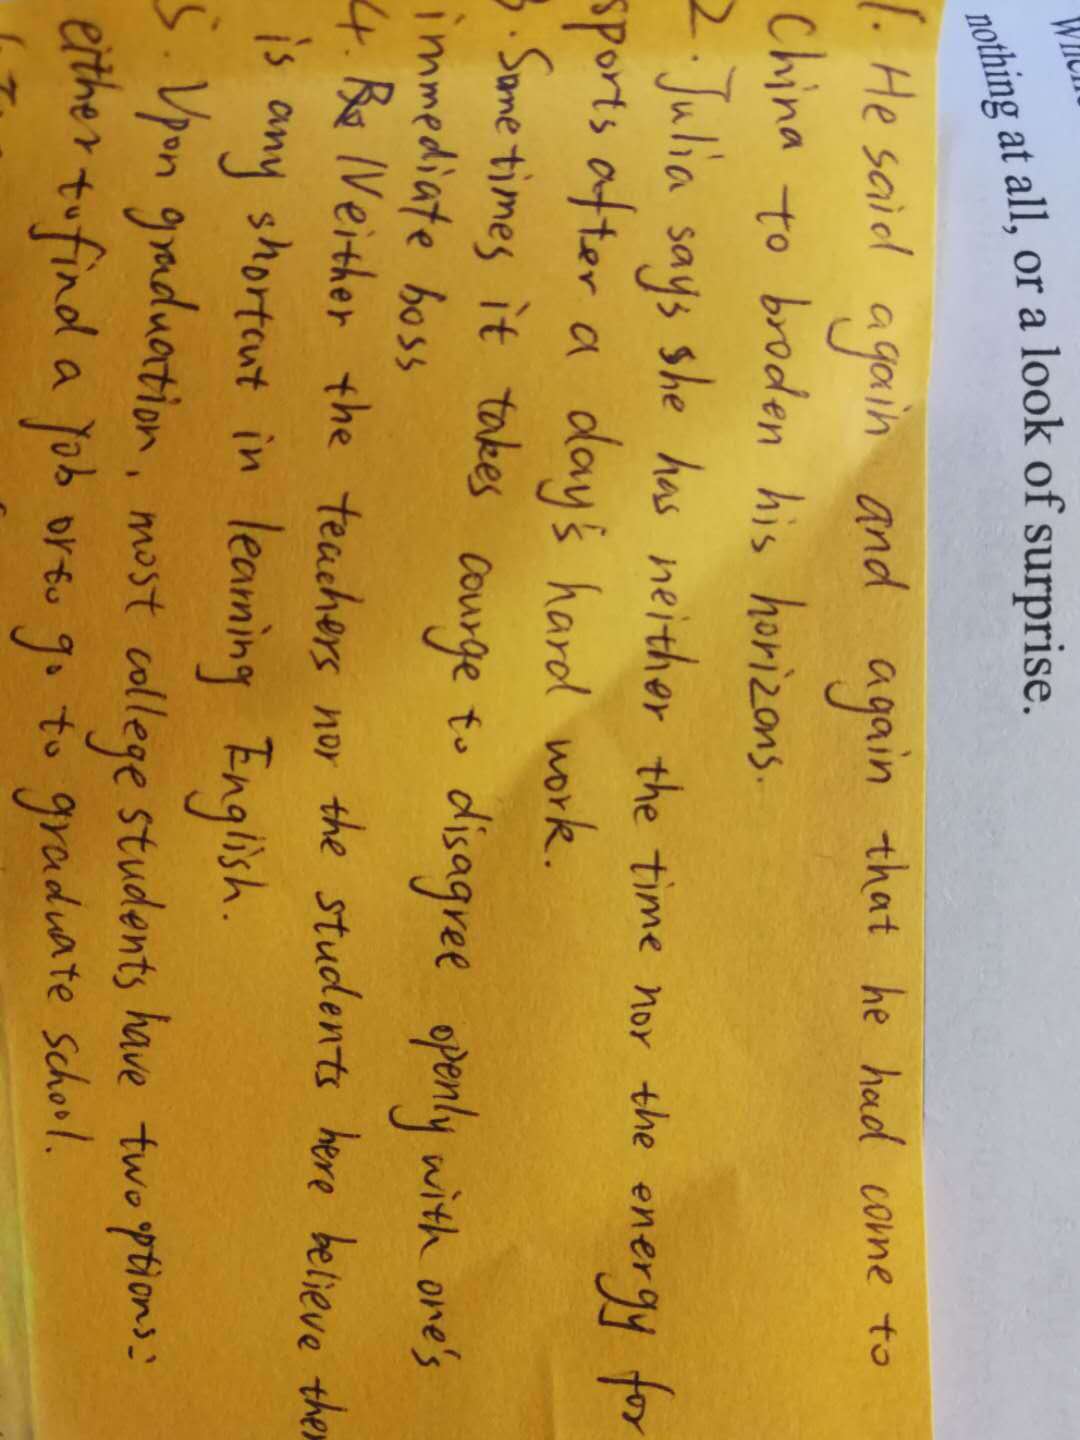 nothing at all, or a look of surprise.
1. He said again and again that he had come to
China to broden his horizons.
2. Julia says she has neither the time nor the energy for
sports after a day's hard work.
3. Sometimes it takes courge to disagree openly with one's
immediate boss
4. Neither the teachers nor the students here believe
is any shortcut in learning English.
5. Upon graduation, most college students have two options:
either to find a job or to go to graduate school.